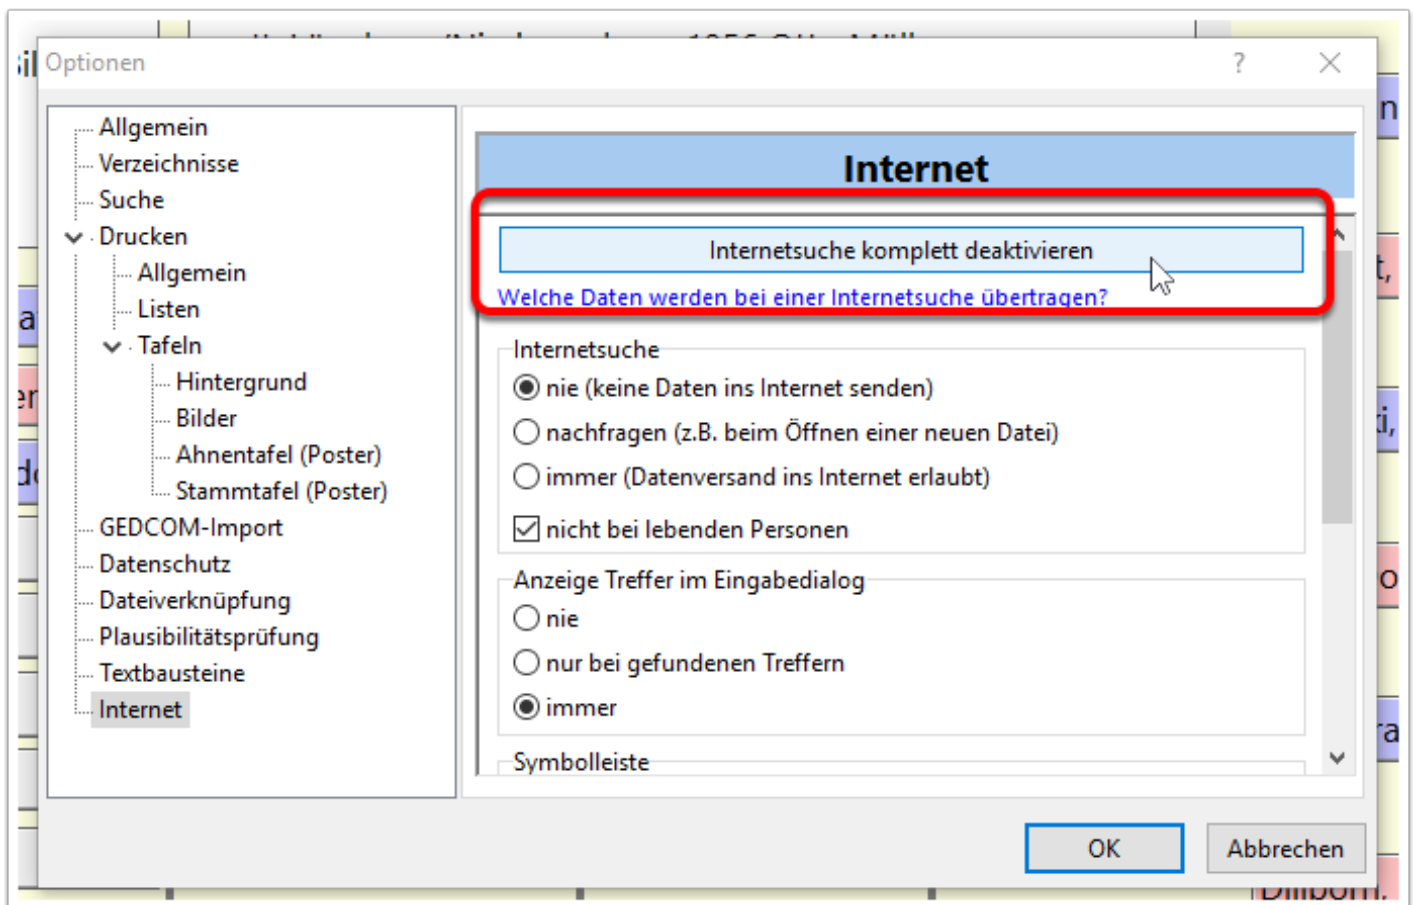 Optionen
?
Allgemein
Verzeichnisse
Suche
Drucken
Allgemein
Listen
Tafeln
Hintergrund
Bilder
Ahnentafel (Poster)
Stammtafel (Poster)
GEDCOM-Import
Datenschutz
Dateiverknüpfung
Plausibilitätsprüfung
Textbausteine
Internet
Internet
Internetsuche komplett deaktivieren
Welche Daten werden bei einer Internetsuche übertragen?
Internetsuche
nie (keine Daten ins Internet senden)
nachfragen (z.B. beim Öffnen einer neuen Datei)
immer (Datenversand ins Internet erlaubt)
nicht bei lebenden Personen
Anzeige Treffer im Eingabedialog
nie
nur bei gefundenen Treffern
immer
Symbolleiste
OK
Abbrechen